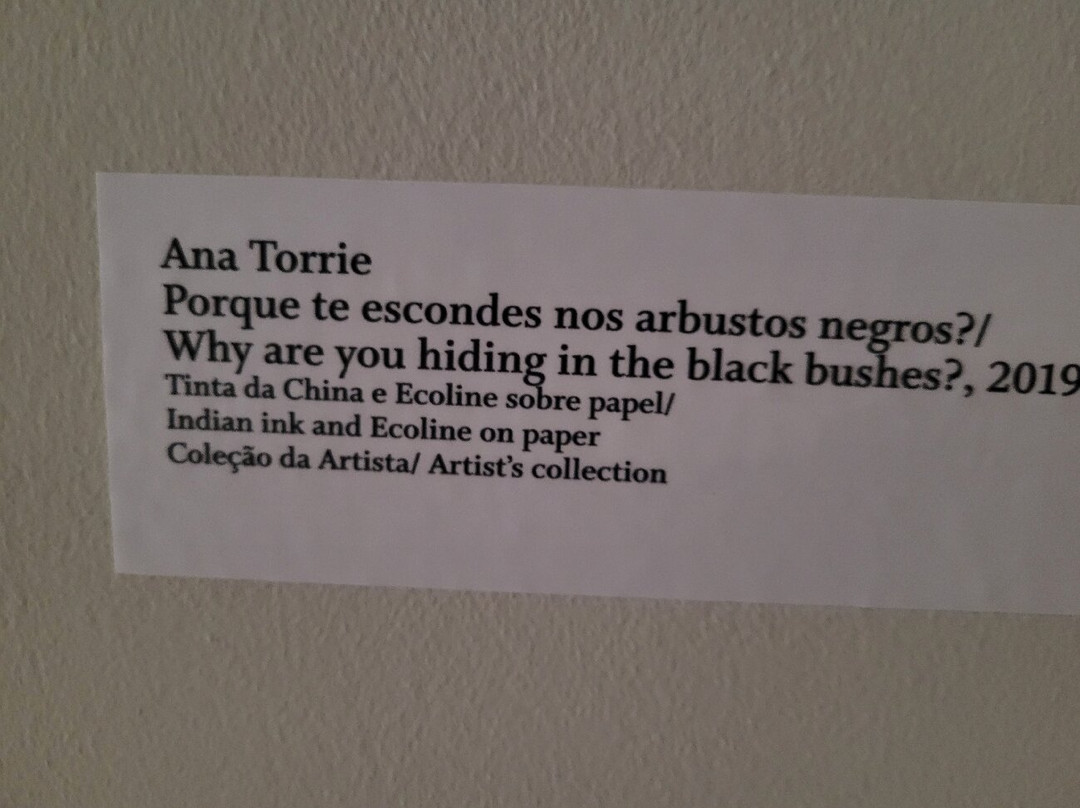 Ana Torrie
Porque te escondes nos arbustos negros?/
Why are you hiding in the black bushes?, 2019
Tinta da China e Ecoline sobre papel/
Indian ink and Ecoline on paper
Coleção da Artista/ Artist's collection